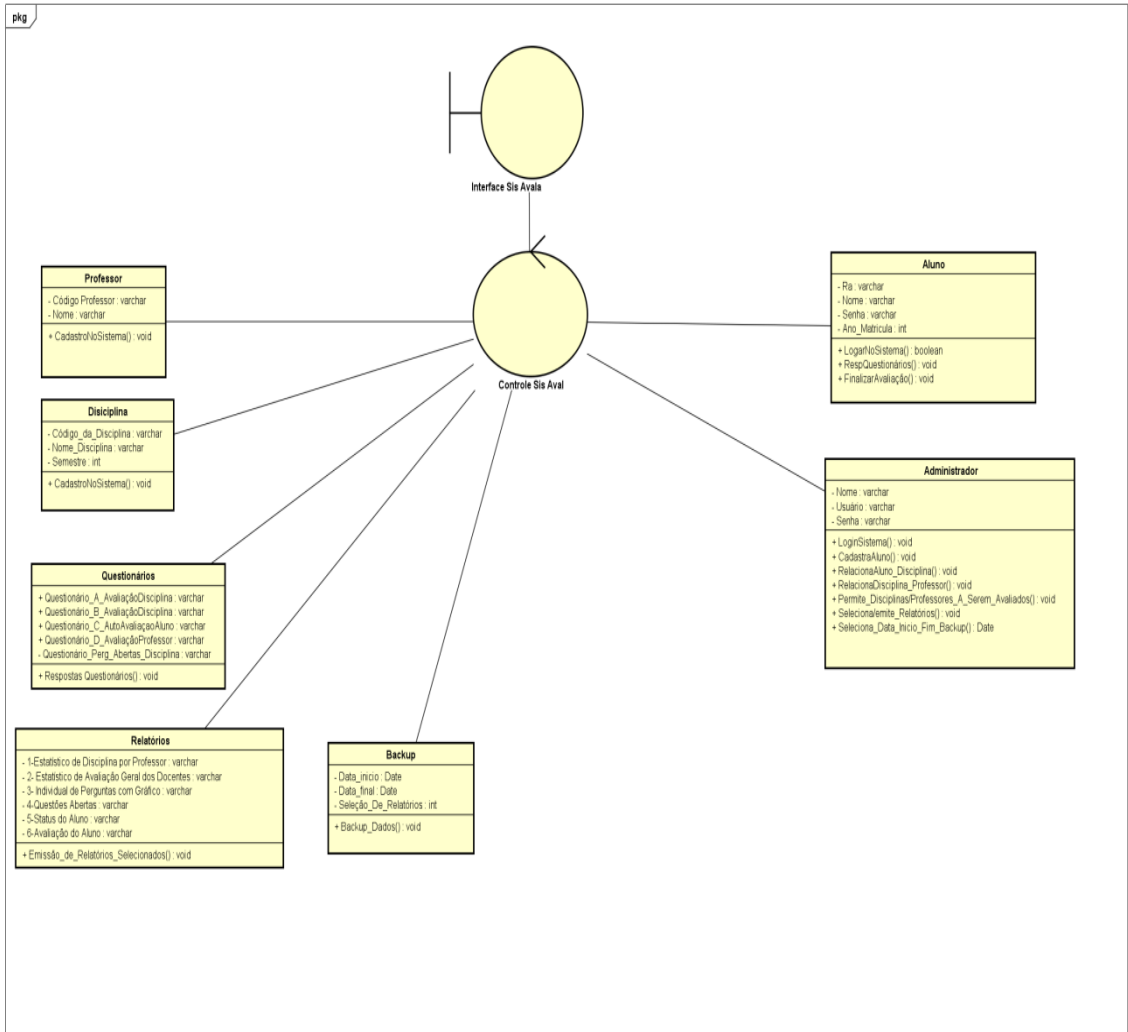 pkg
Interface Sis Avala
Controle Sis Aval
Professor
- Código Professor : varchar
- Nome : varchar
+ CadastroNoSistema() : void
Disiciplina
- Código_da_Disciplina : varchar
- Nome_Disciplina : varchar
- Semestre : int
+ CadastroNoSistema() : void
Questionários
+ Questionário_A_AvaliaçãoDisciplina : varchar
+ Questionário_B_AvaliaçãoDisciplina : varchar
+ Questionário_C_AutoAvaliaçaoAluno : varchar
+ Questionário_D_AvaliaçãoProfessor : varchar
- Questionário_Perg_Abertas_Disciplina : varchar
+ Respostas Questionários() : void
Relatórios
- 1-Estatístico de Disciplina por Professor : varchar
- 2- Estatístico de Avaliação Geral dos Docentes : varchar
- 3- Individual de Perguntas com Gráfico : varchar
- 4-Questões Abertas : varchar
- 5-Status do Aluno : varchar
- 6-Avaliação do Aluno : varchar
+ Emissão_de_Relatórios_Selecionados() : void
Backup
- Data_inicio : Date
- Data_final : Date
- Seleção_De_Relatórios : int
+ Backup_Dados() : void
Aluno
- Ra : varchar
- Nome : varchar
- Senha : varchar
- Ano_Matricula : int
+ LogarNoSistema() : boolean
+ RespQuestionários() : void
+ FinalizarAvaliação() : void
Administrador
- Nome : varchar
- Usuário : varchar
- Senha : varchar
+ LoginSistema() : void
+ CadastraAluno() : void
+ RelacionaAluno_Disciplina() : void
+ RelacionaDisciplina_Professor() : void
+ Permite_Disciplinas/Professores_A_Serem_Avaliados() : void
+ Seleciona/emite_Relatórios() : void
+ Seleciona_Data_Inicio_Fim_Backup() : Date